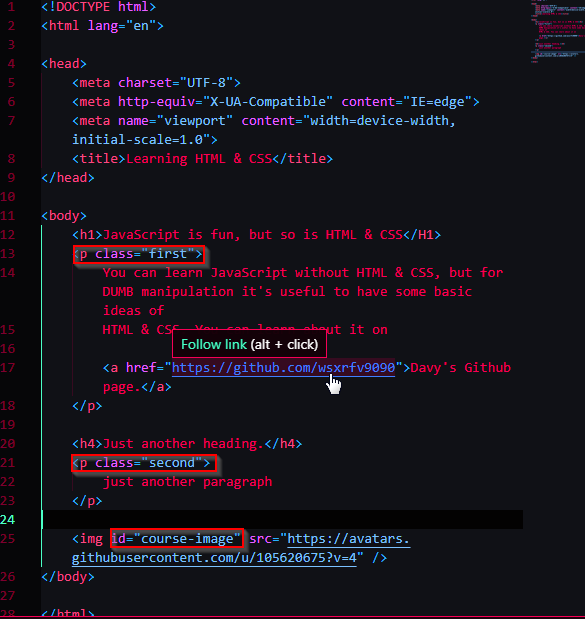 1 <!DOCTYPE html>
2 <html lang="en">
3
4 <head>
5 <meta charset="UTF-8">
6 <meta http-equiv="X-UA-Compatible" content="IE=edge">
7 <meta name="viewport" content="width=device-width,
initial-scale=1.0">
8 <title>Learning HTML & CSS</title>
9 </head>
10
11 <body>
12 <h1>JavaScript is fun, but so is HTML & CSS</H1>
13 <p class="first">
14 You can learn JavaScript without HTML & CSS, but for
DUMB manipulation it's useful to have some basic
ideas of
15 HTML & CSS. You can learn about it on
16
Follow link (alt + click)
17 <a href="https://github.com/wsxrfv9090">Davy's Github
page.</a>
18 </p>
19
20 <h4>Just another heading.</h4>
21 <p class="second">
22 just another paragraph
23 </p>
24
25 <img id="course-image" src="https://avatars.
githubusercontent.com/u/105620675?v=4" />
26 </body>
27
28 </html>